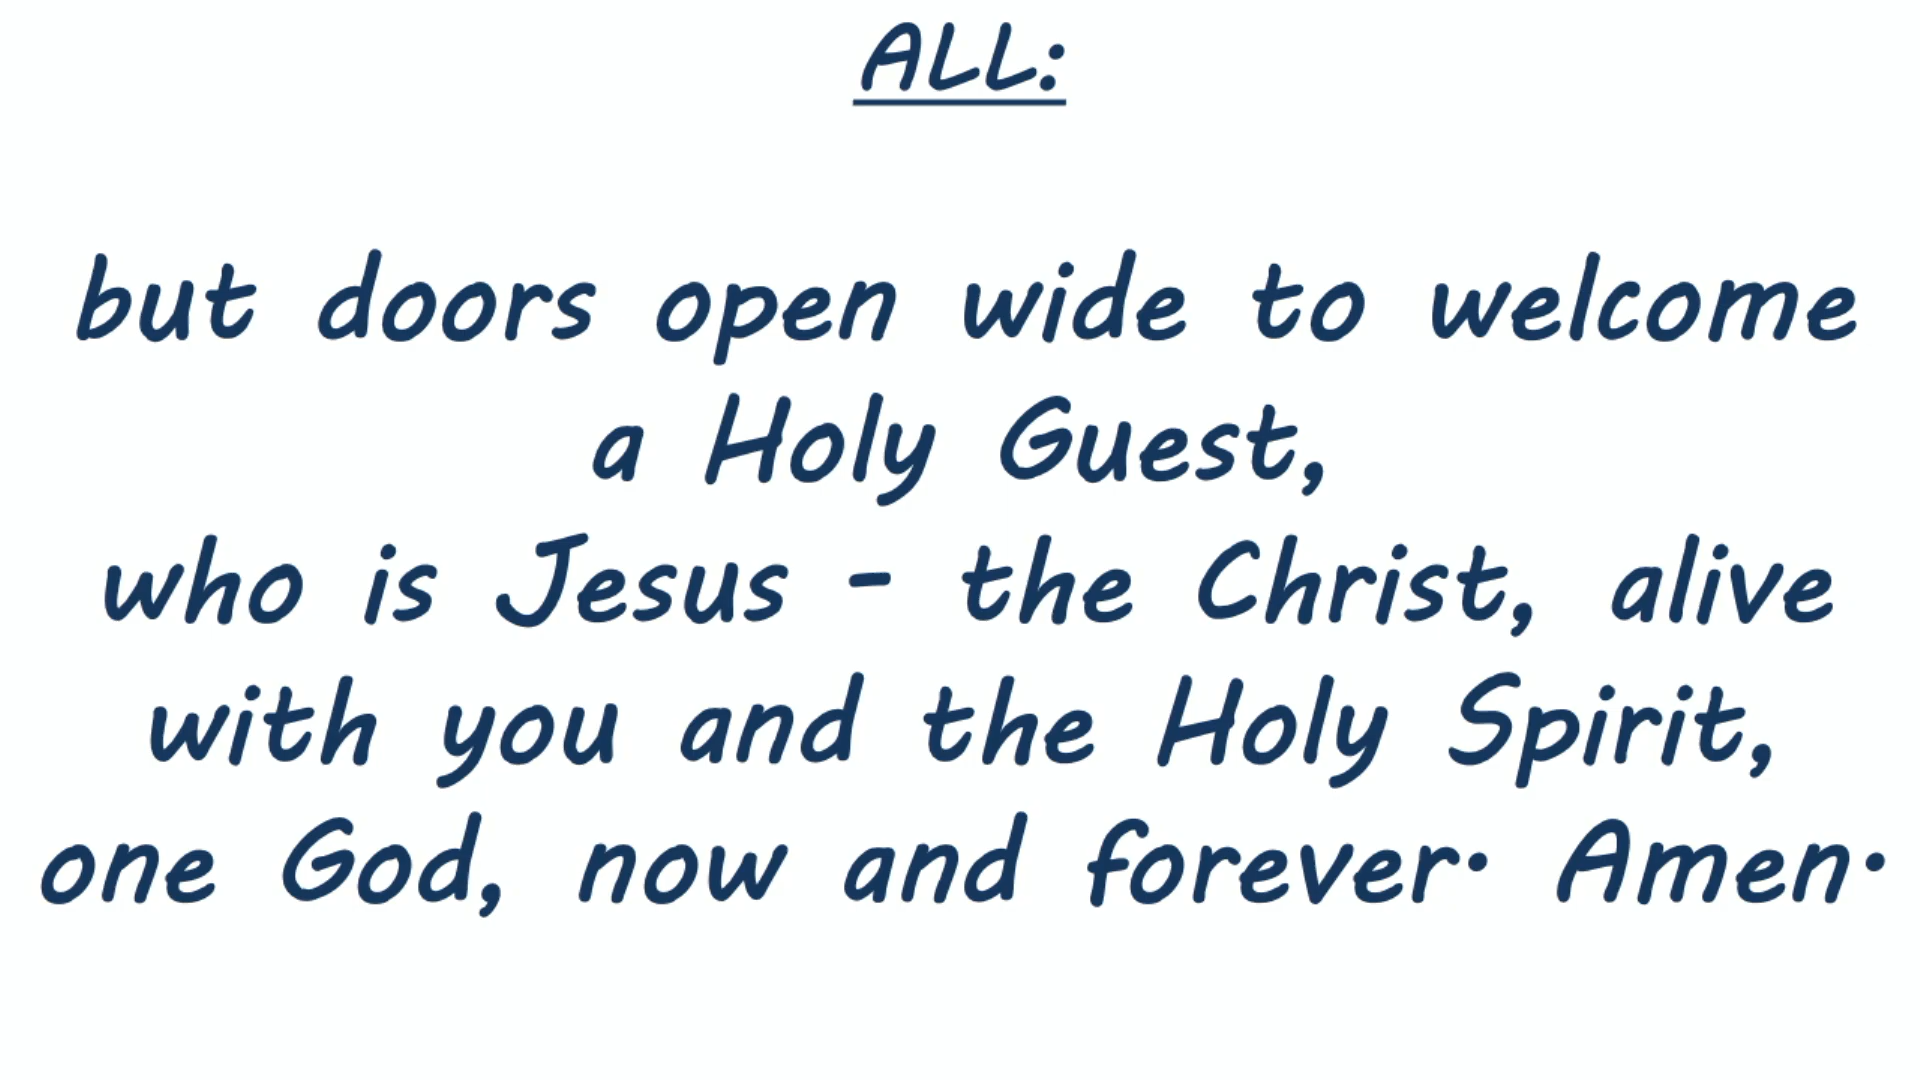 ALL:
but doors open wide to welcome
a Holy Guest,
who is Jesus - the Christ, alive
with you and the Holy Spirit,
one God, now and forever· Amen·